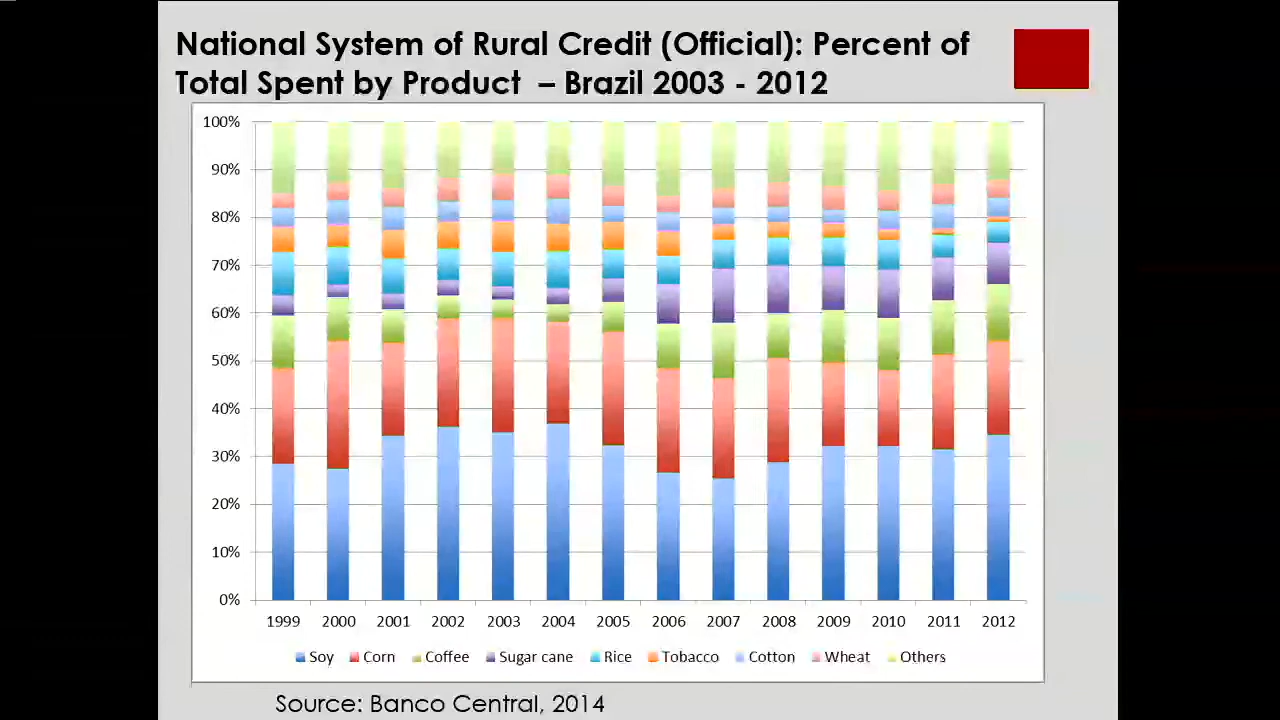 National System of Rural Credit (Official): Percent of
Total Spent by Product – Brazil 2003 - 2012
100%
90%
80%
70%
60%
50%
40%
30%
20%
10%
0%
1999 2000 2001 2002 2003 2004 2005 2006 2007 2008 2009 2010 2011 2012
Soy Corn Coffee Sugar cane Rice Tobacco Cotton Wheat Others
Source: Banco Central, 2014